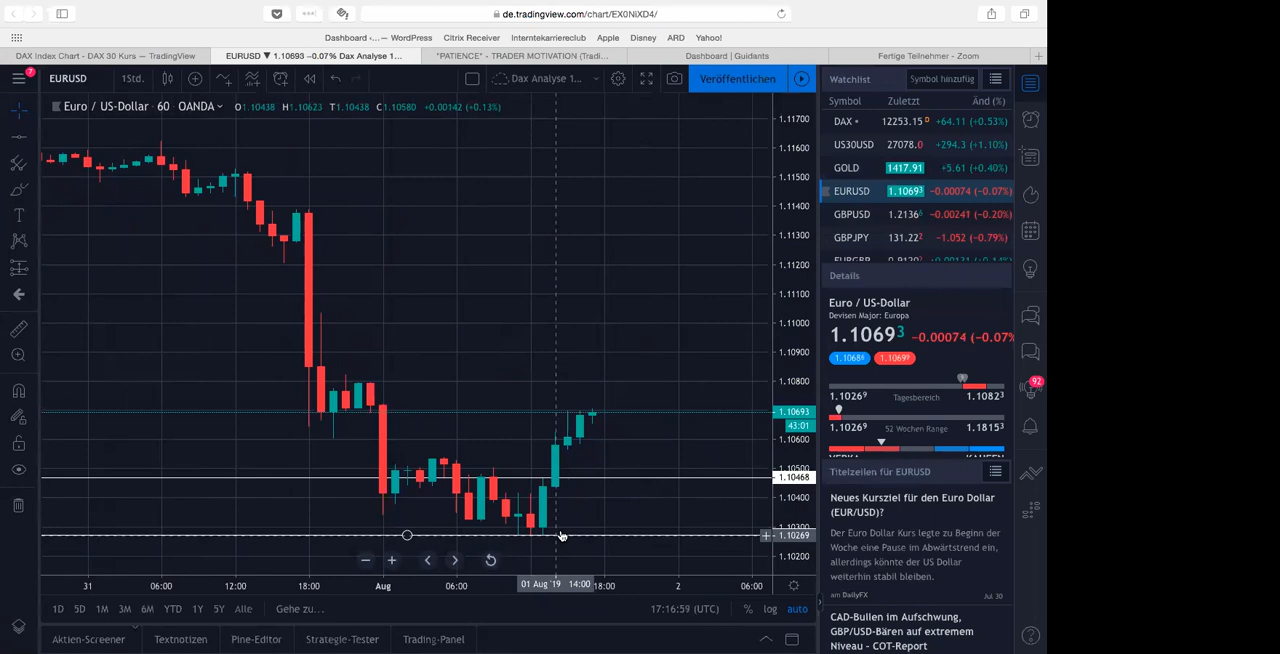 de.tradingview.com/chart/EX0NiXD4/
Dashboard ‹... — WordPress Citrix Receiver Interntekarriereclub Apple Disney ARD Yahoo!
DAX Index Chart - DAX 30 Kurs — TradingView EURUSD ▼ 1.10693 −0.07% Dax Analyse 1... "PATIENCE" - TRADER MOTIVATION (Tradi... Dashboard | Guidants Fertige Teilnehmer - Zoom
7
EURUSD 1Std. Dax Analyse 1... Veröffentlichen
Euro / US-Dollar • 60 OANDA O1.10438 H1.10623 T1.10438 C1.10580 +0.00142 (+0.13%)
1.11700
1.11600
1.11500
1.11400
1.11300
1.11200
1.11100
1.11000
1.10900
1.10800
1.10693
43:01
1.10600
1.10500
1.10468
1.10400
1.10300
1.10269
1.10200
31 06:00 12:00 18:00 Aug 06:00 01 Aug '19 14:00 18:00 2 06:00
1D 5D 1M 3M 6M YTD 1Y 5Y Alle Gehe zu... 17:16:59 (UTC) % log auto
Aktien-Screener Textnotizen Pine-Editor Strategie-Tester Trading-Panel
Watchlist Symbol hinzufüg
Symbol Zuletzt Änd (%)
DAX 12253.15 D +64.11 (+0.53%)
US30USD 27078.0 +294.3 (+1.10%)
GOLD 1417.91 +5.61 (+0.40%)
EURUSD 1.10693 −0.00074 (−0.07%)
GBPUSD 1.2136 −0.00241 (−0.20%)
GBPJPY 131.22 −1.052 (−0.79%)
Details
Euro / US-Dollar
Devisen Major: Europa
1.10693 −0.00074 (−0.07%
1.10686 1.10699
1.10269 Tagesbereich 1.10823
1.10269 52 Wochen Range 1.18153
Titelzeilen für EURUSD
Neues Kursziel für den Euro Dollar
(EUR/USD)?
Der Euro Dollar Kurs legte zu Beginn der
Woche eine Pause im Abwärtstrend ein,
allerdings könnte der US Dollar
weiterhin stabil bleiben.
am DailyFX Jul 30
CAD-Bullen im Aufschwung,
GBP/USD-Bären auf extremem
Niveau - COT-Report
92